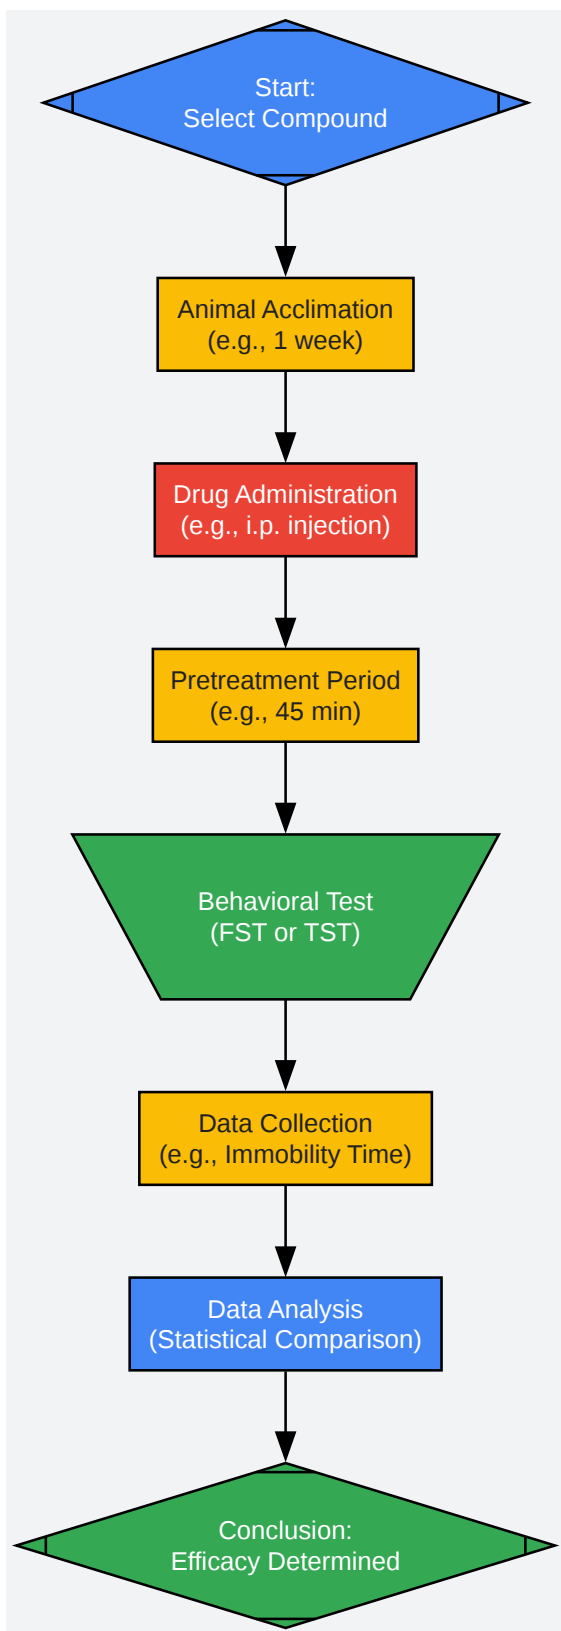 Start:
Select Compound
Animal Acclimation
(e.g., 1 week)
Drug Administration
(e.g., i.p. injection)
Pretreatment Period
(e.g., 45 min)
Behavioral Test
(FST or TST)
Data Collection
(e.g., Immobility Time)
Data Analysis
(Statistical Comparison)
Conclusion:
Efficacy Determined